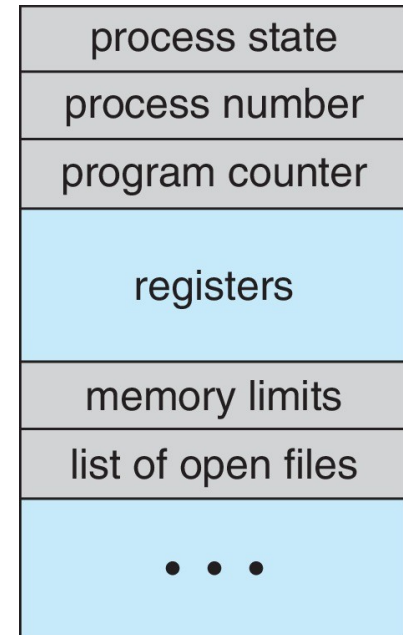 process state
process number
program counter
registers
memory limits
list of open files
• • •